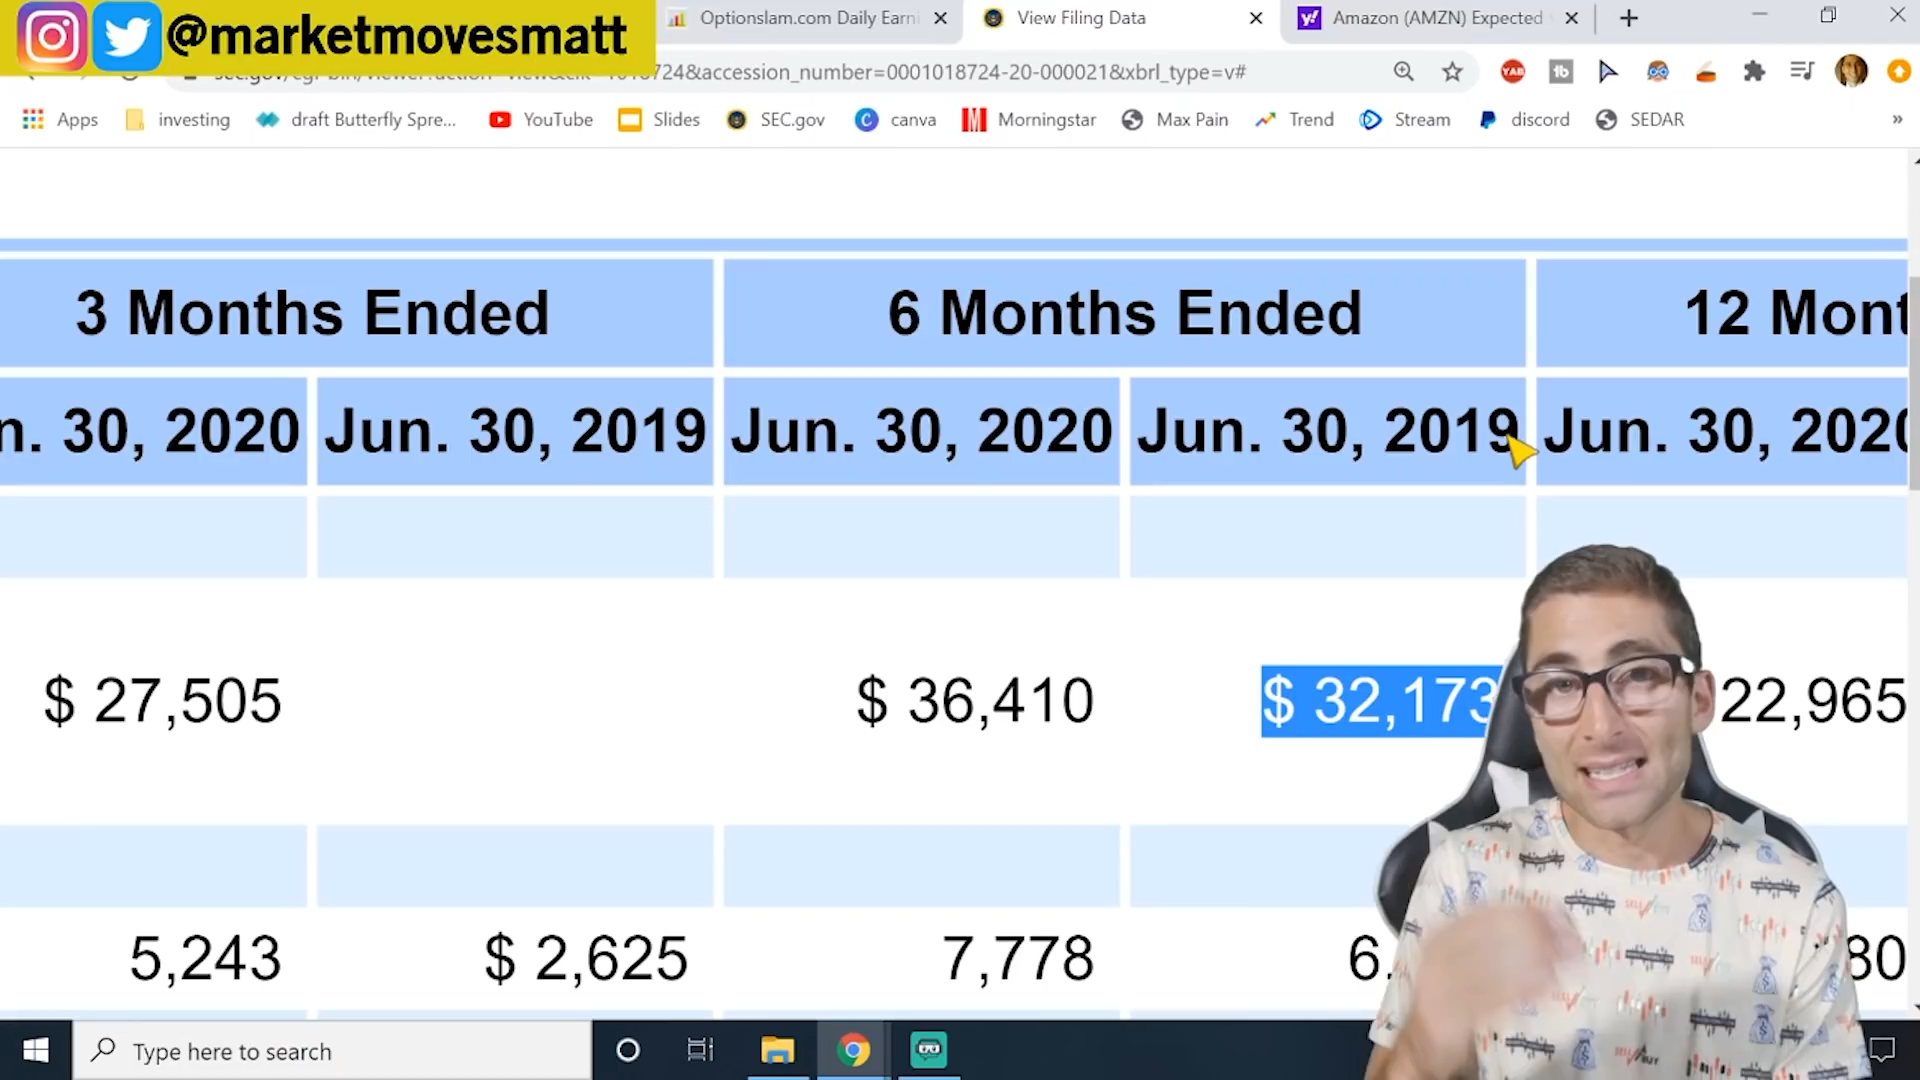 @marketmovesmatt
Optionslam.com Daily Earni
View Filing Data
Amazon (AMZN) Expected
724&accession_number=0001018724-20-000021&xbrl_type=v#
Apps investing draft Butterfly Spre... YouTube Slides SEC.gov canva Morningstar Max Pain Trend Stream discord SEDAR »
3 Months Ended 6 Months Ended 12 Mont
n. 30, 2020 Jun. 30, 2019 Jun. 30, 2020 Jun. 30, 2019 Jun. 30, 2020
$ 27,505 $ 36,410 $ 32,173 22,965
5,243 $ 2,625 7,778 6, 80
Type here to search